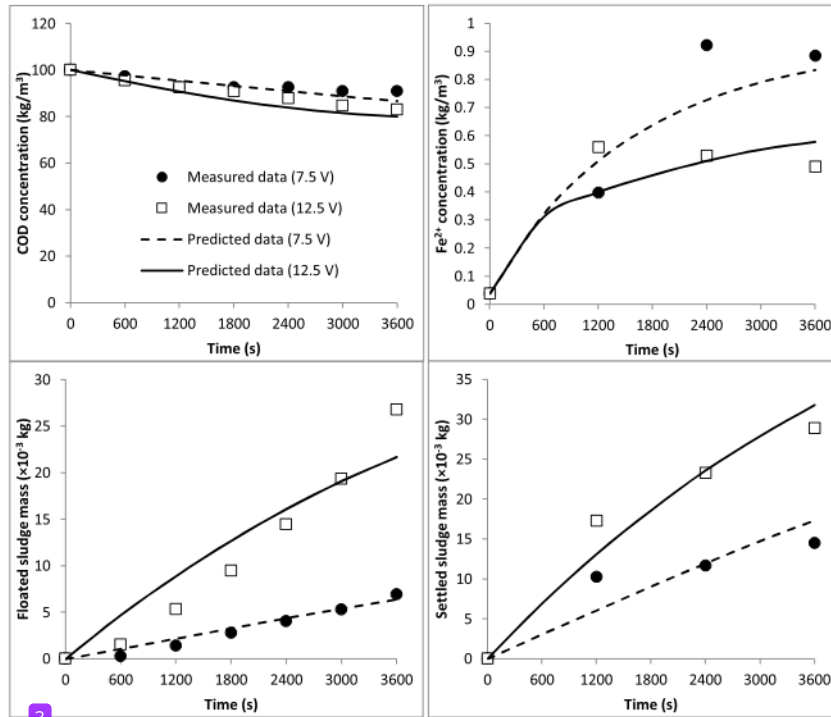 120
100
80
60
40
20
0
COD concentration (kg/m³)
Measured data (7.5 V)
Measured data (12.5 V)
Predicted data (7.5 V)
Predicted data (12.5 V)
0 600 1200 1800 2400 3000 3600
Time (s)
1
0.9
0.8
0.7
0.6
0.5
0.4
0.3
0.2
0.1
0
Fe²⁺ concentration (kg/m³)
0 600 1200 1800 2400 3000 3600
Time (s)
30
25
20
15
10
5
0
Floated sludge mass (×10⁻³ kg)
0 600 1200 1800 2400 3000 3600
Time (s)
35
30
25
20
15
10
5
0
Settled sludge mass (×10⁻³ kg)
0 600 1200 1800 2400 3000 3600
Time (s)